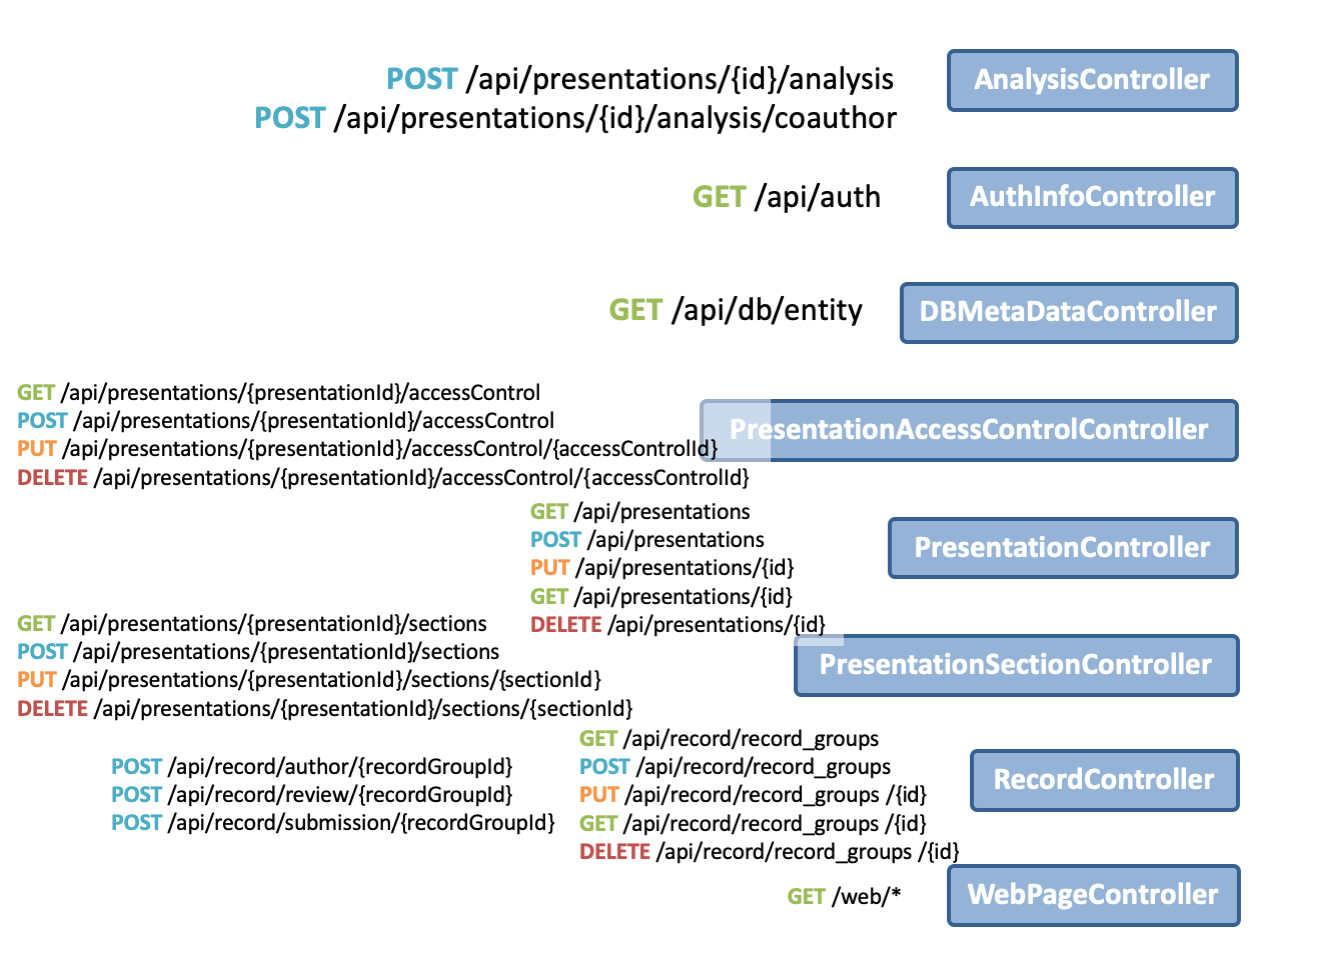 POST /api/presentations/{id}/analysis
POST /api/presentations/{id}/analysis/coauthor
AnalysisController
GET /api/auth
AuthInfoController
GET /api/db/entity
DBMetaDataController
GET /api/presentations/{presentationId}/accessControl
POST /api/presentations/{presentationId}/accessControl
PUT /api/presentations/{presentationId}/accessControl/{accessControlId}
DELETE /api/presentations/{presentationId}/accessControl/{accessControlId}
PresentationAccessControlController
GET /api/presentations
POST /api/presentations
PUT /api/presentations/{id}
GET /api/presentations/{id}
DELETE /api/presentations/{id}
PresentationController
GET /api/presentations/{presentationId}/sections
POST /api/presentations/{presentationId}/sections
PUT /api/presentations/{presentationId}/sections/{sectionId}
DELETE /api/presentations/{presentationId}/sections/{sectionId}
PresentationSectionController
POST /api/record/author/{recordGroupId}
POST /api/record/review/{recordGroupId}
POST /api/record/submission/{recordGroupId}
GET /api/record/record_groups
POST /api/record/record_groups
PUT /api/record/record_groups /{id}
GET /api/record/record_groups /{id}
DELETE /api/record/record_groups /{id}
RecordController
GET /web/*
WebPageController